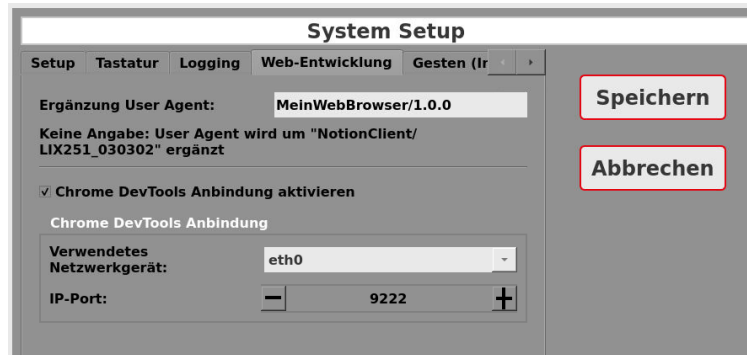 System Setup
Setup Tastatur Logging Web-Entwicklung Gesten (Ir
Ergänzung User Agent: MeinWebBrowser/1.0.0
Keine Angabe: User Agent wird um "NotionClient/
LIX251_030302" ergänzt
Chrome DevTools Anbindung aktivieren
Chrome DevTools Anbindung
Verwendetes
Netzwerkgerät: eth0
IP-Port: 9222
Speichern
Abbrechen